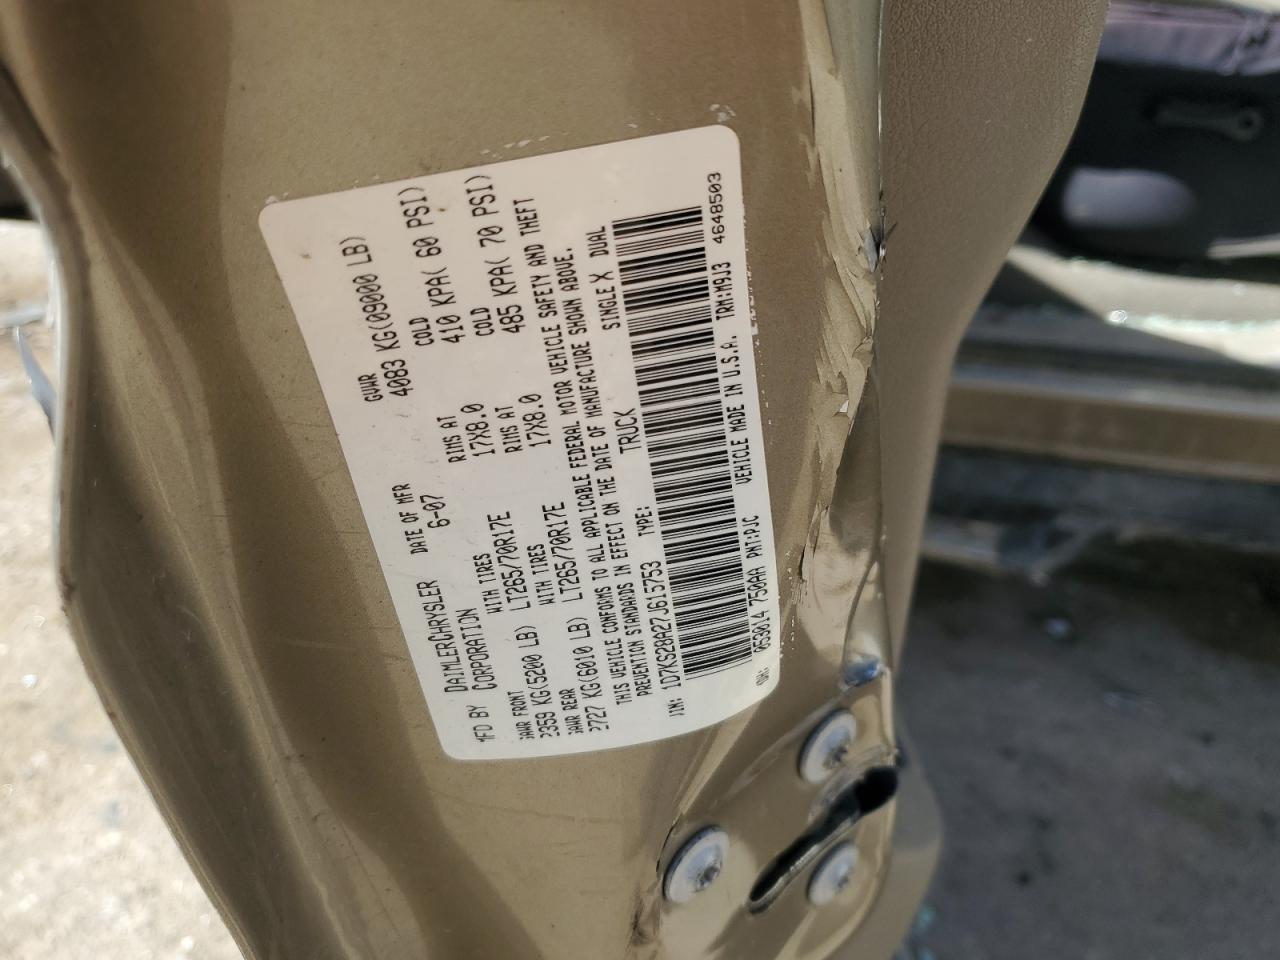 MFD BY DAIMLERCHRYSLER CORPORATION
DATE OF MFR 6-07
GVWR 4083 KG(09000 LB)
GAWR FRONT 2359 KG(5200 LB)
WITH TIRES LT265/70R17E
RIMS AT 17X8.0
COLD 410 KPA( 60 PSI)
GAWR REAR 2727 KG(6010 LB)
WITH TIRES LT265/70R17E
RIMS AT 17X8.0
COLD 485 KPA( 70 PSI)
THIS VEHICLE CONFORMS TO ALL APPLICABLE FEDERAL MOTOR VEHICLE SAFETY AND THEFT
PREVENTION STANDARDS IN EFFECT ON THE DATE OF MANUFACTURE SHOWN ABOVE.
VIN: 1D7KS28A27J615753 TYPE: TRUCK SINGLE X DUAL
MDH: 053014 750AA PNT:PJC VEHICLE MADE IN U.S.A. TRM:M9J3 4648503